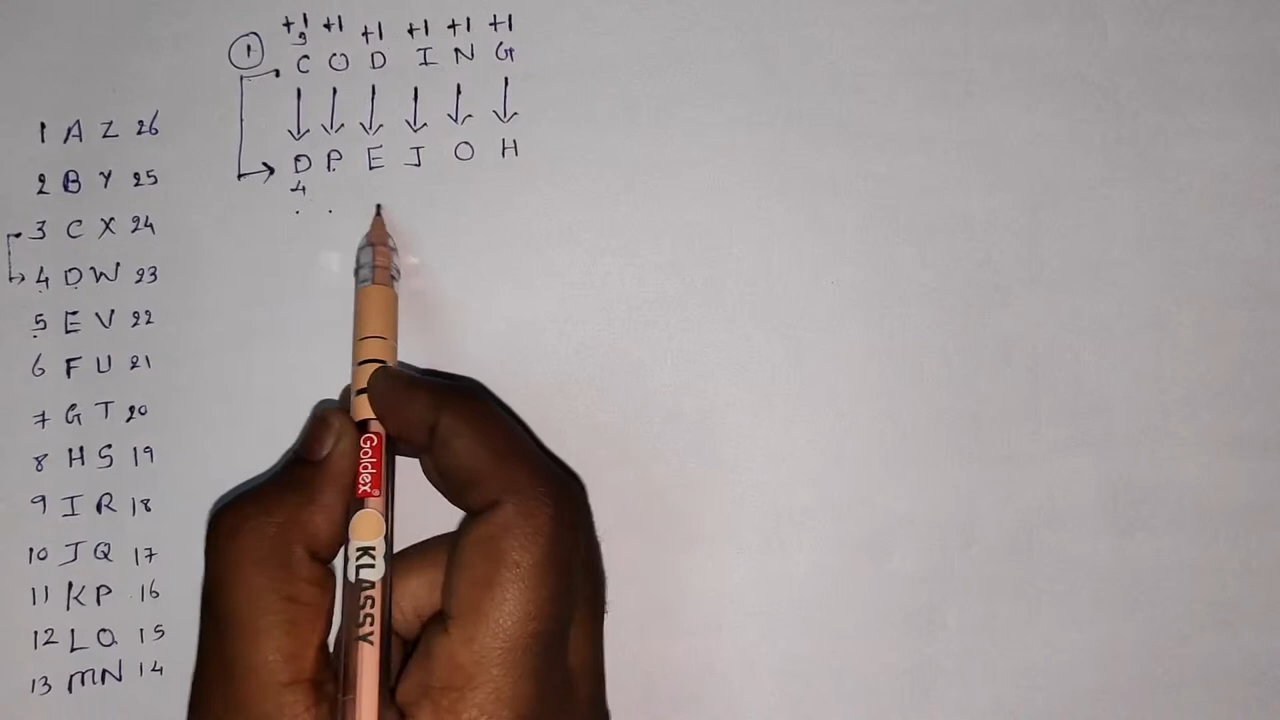 1 A Z 26
2 B Y 25
3 C X 24
4 D W 23
5 E V 22
6 F U 21
7 G T 20
8 H S 19
9 I R 18
10 J Q 17
11 K P 16
12 L O 15
13 M N 14
1
+1 +1 +1 +1 +1 +1
3
C O D I N G
D P E J O H
4
Goldex
KLASSY